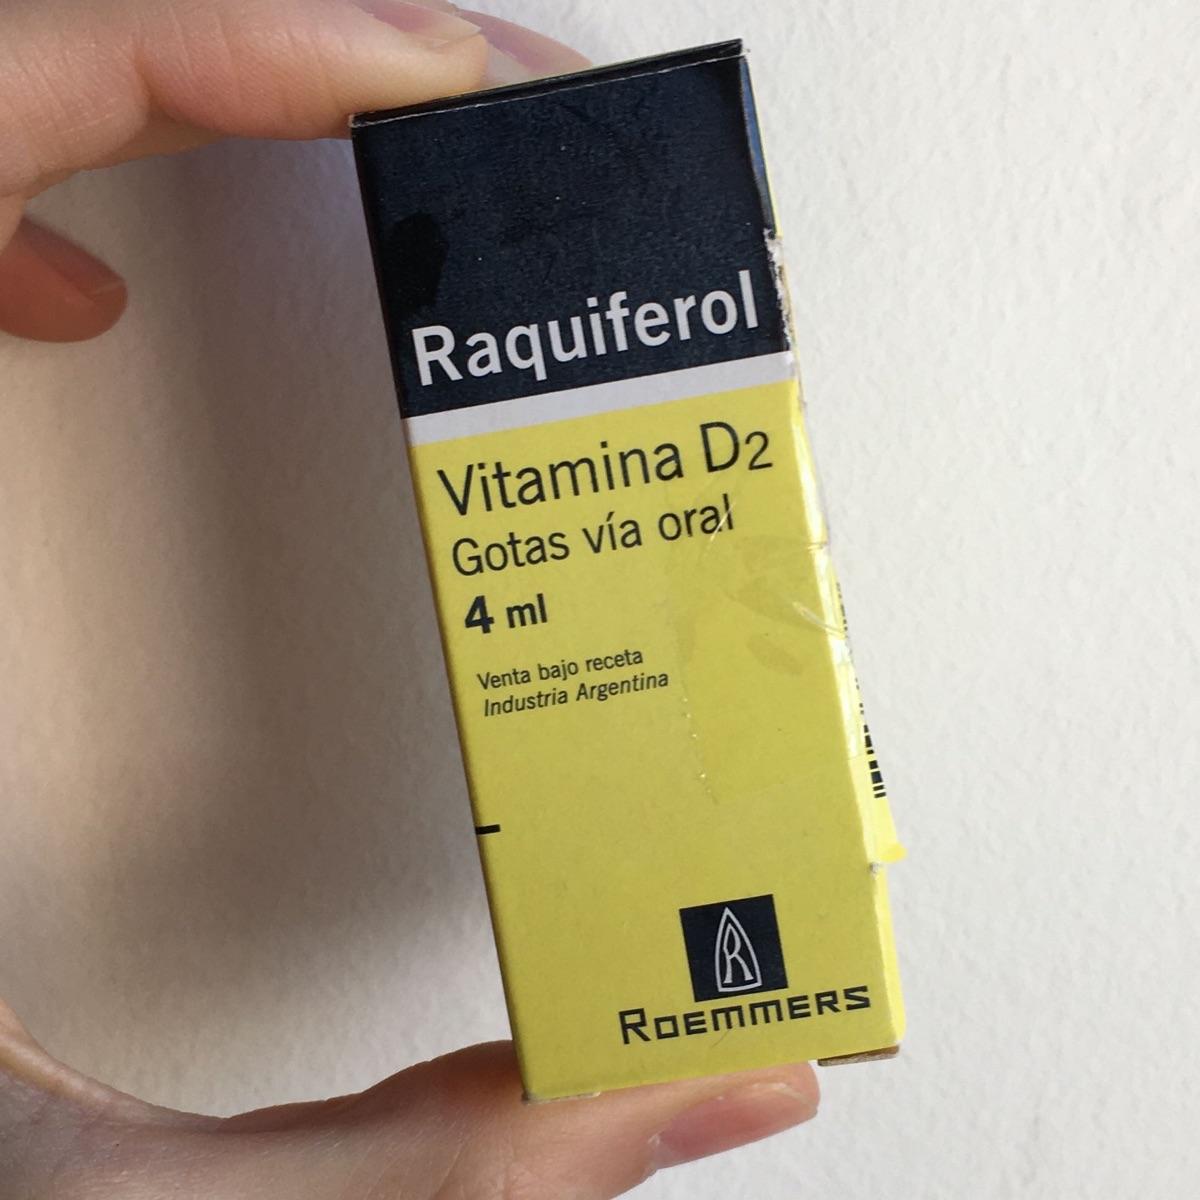 Raquiferol
Vitamina D2
Gotas vía oral
4 ml
Venta bajo receta
Industria Argentina
R
ROEMMERS